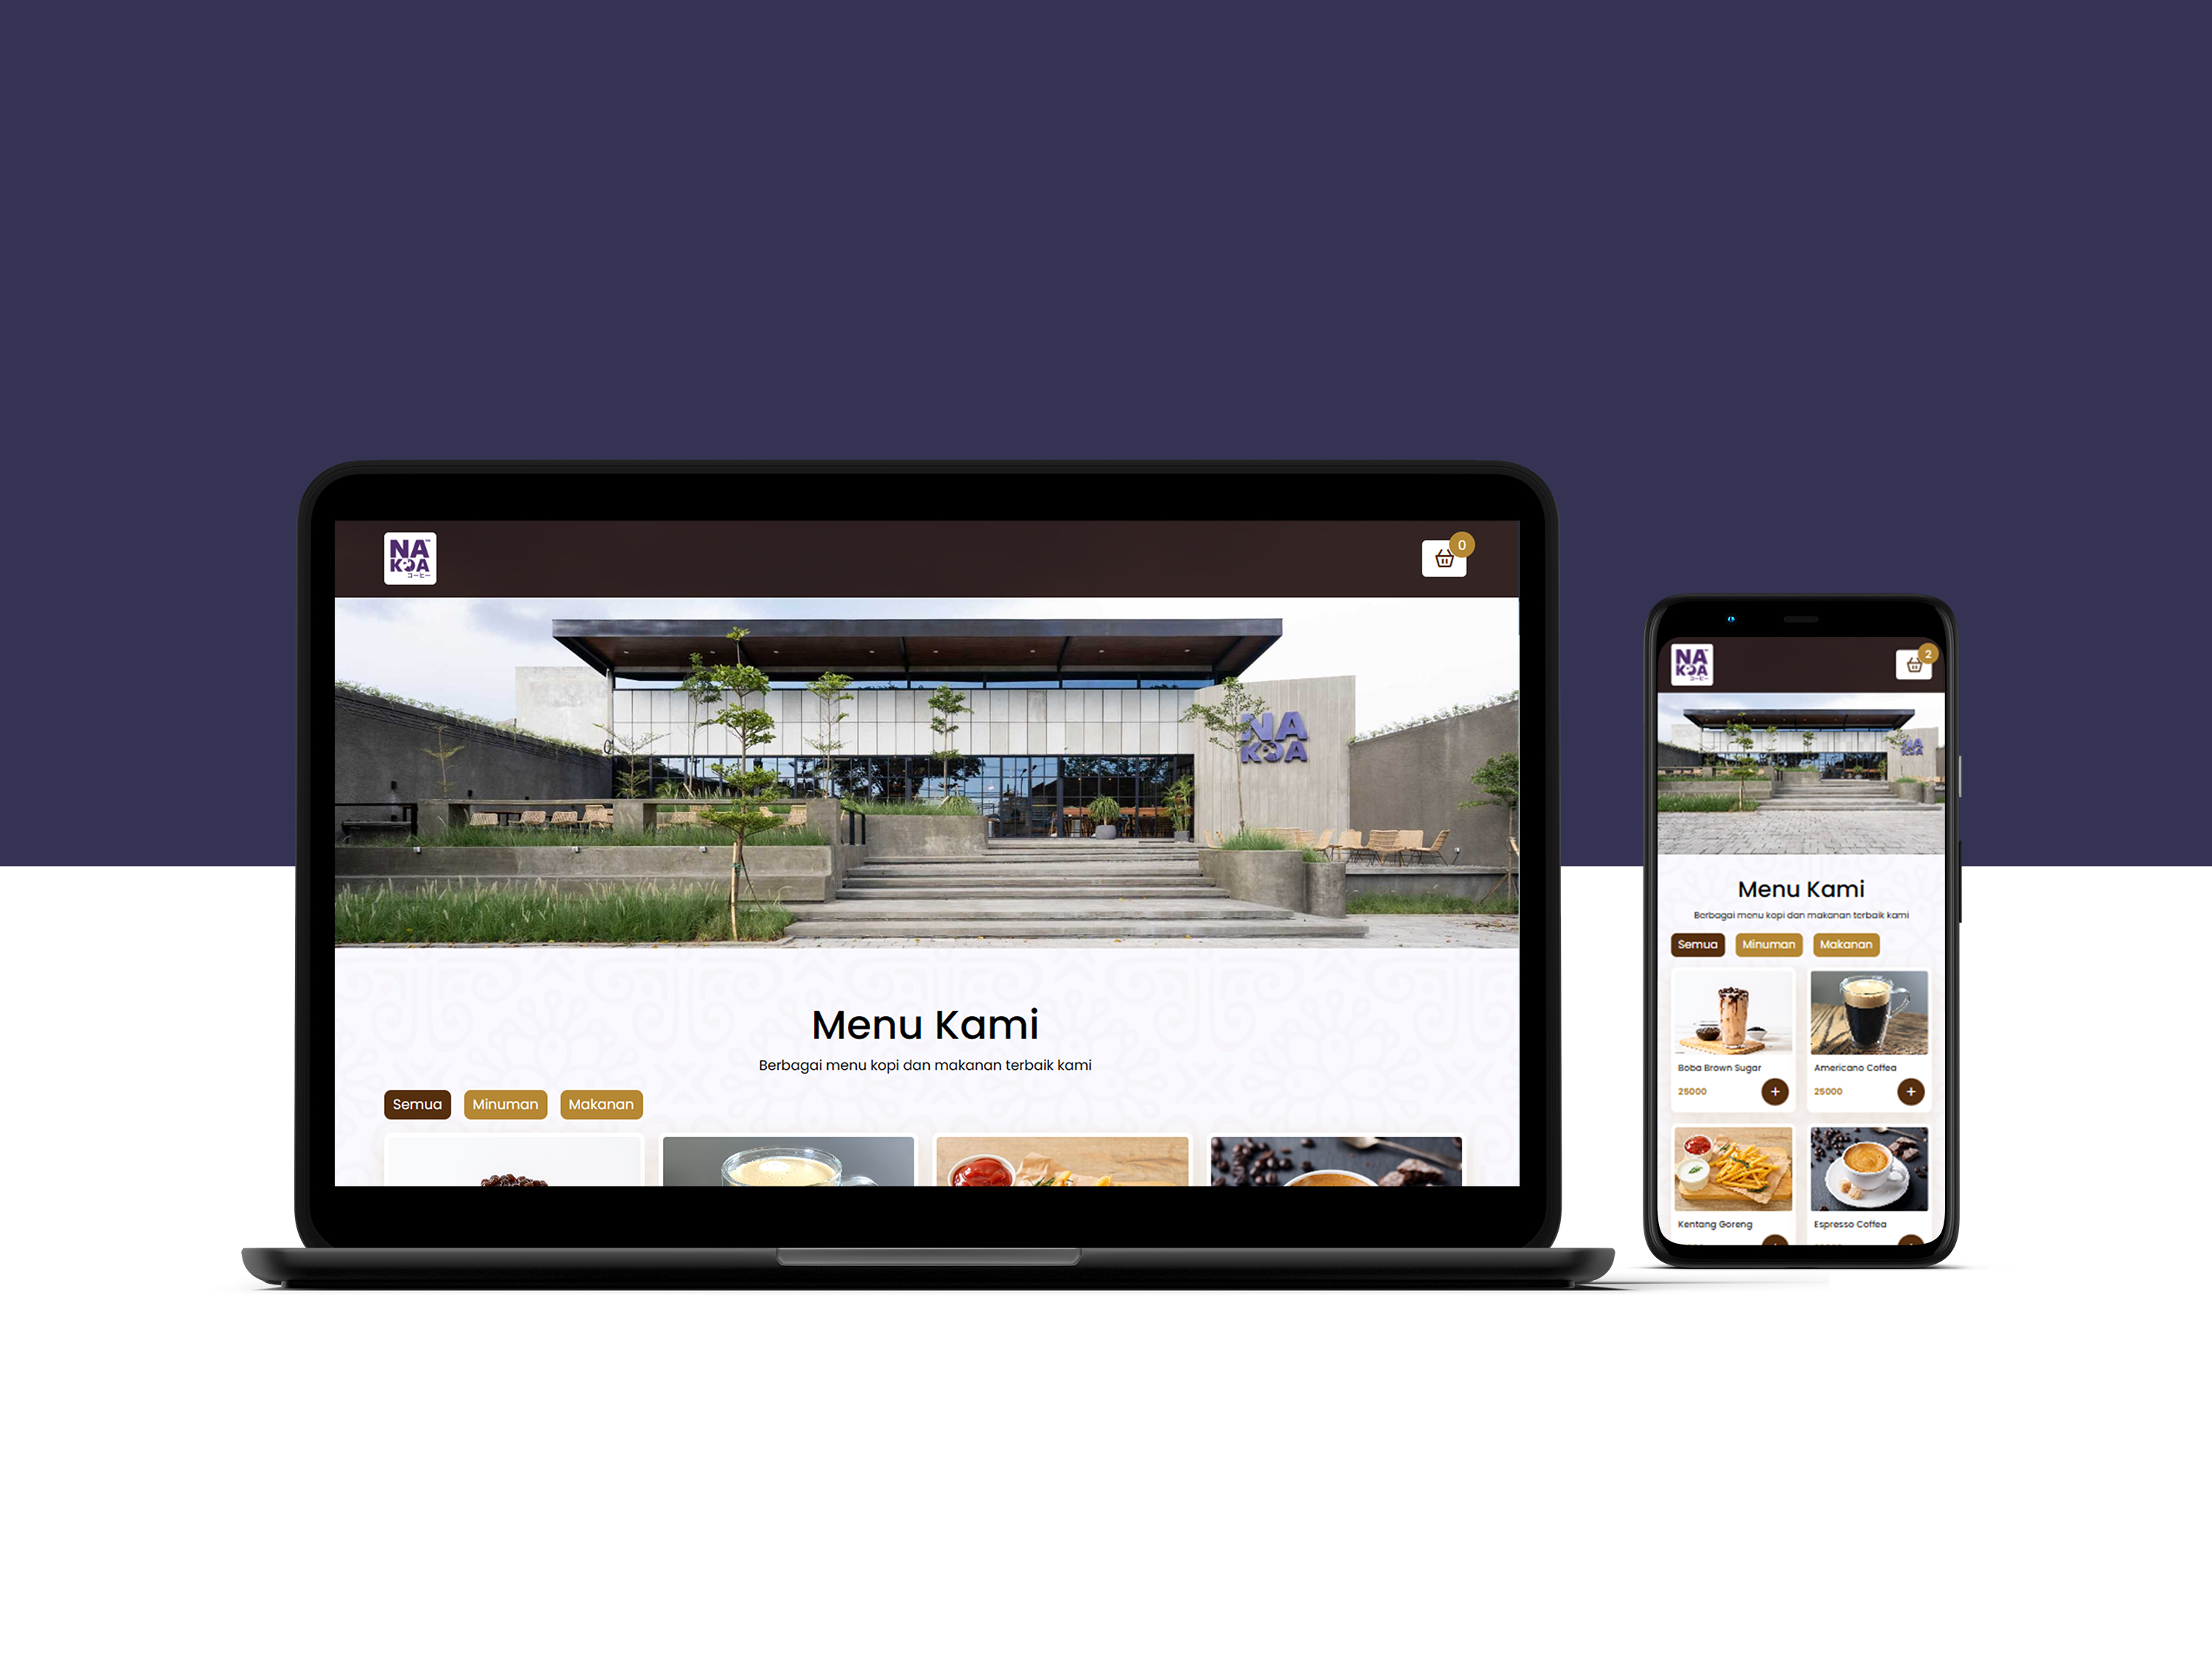 NA
KOA
コーヒー
0
NA
KOA
Menu Kami
Berbagai menu kopi dan makanan terbaik kami
Semua Minuman Makanan
NA
KOA
コーヒー
2
NA
KOA
Menu Kami
Berbagai menu kopi dan makanan terbaik kami
Semua Minuman Makanan
Boba Brown Sugar
25000 +
Americano Coffea
25000 +
Kentang Goreng
Espresso Coffea